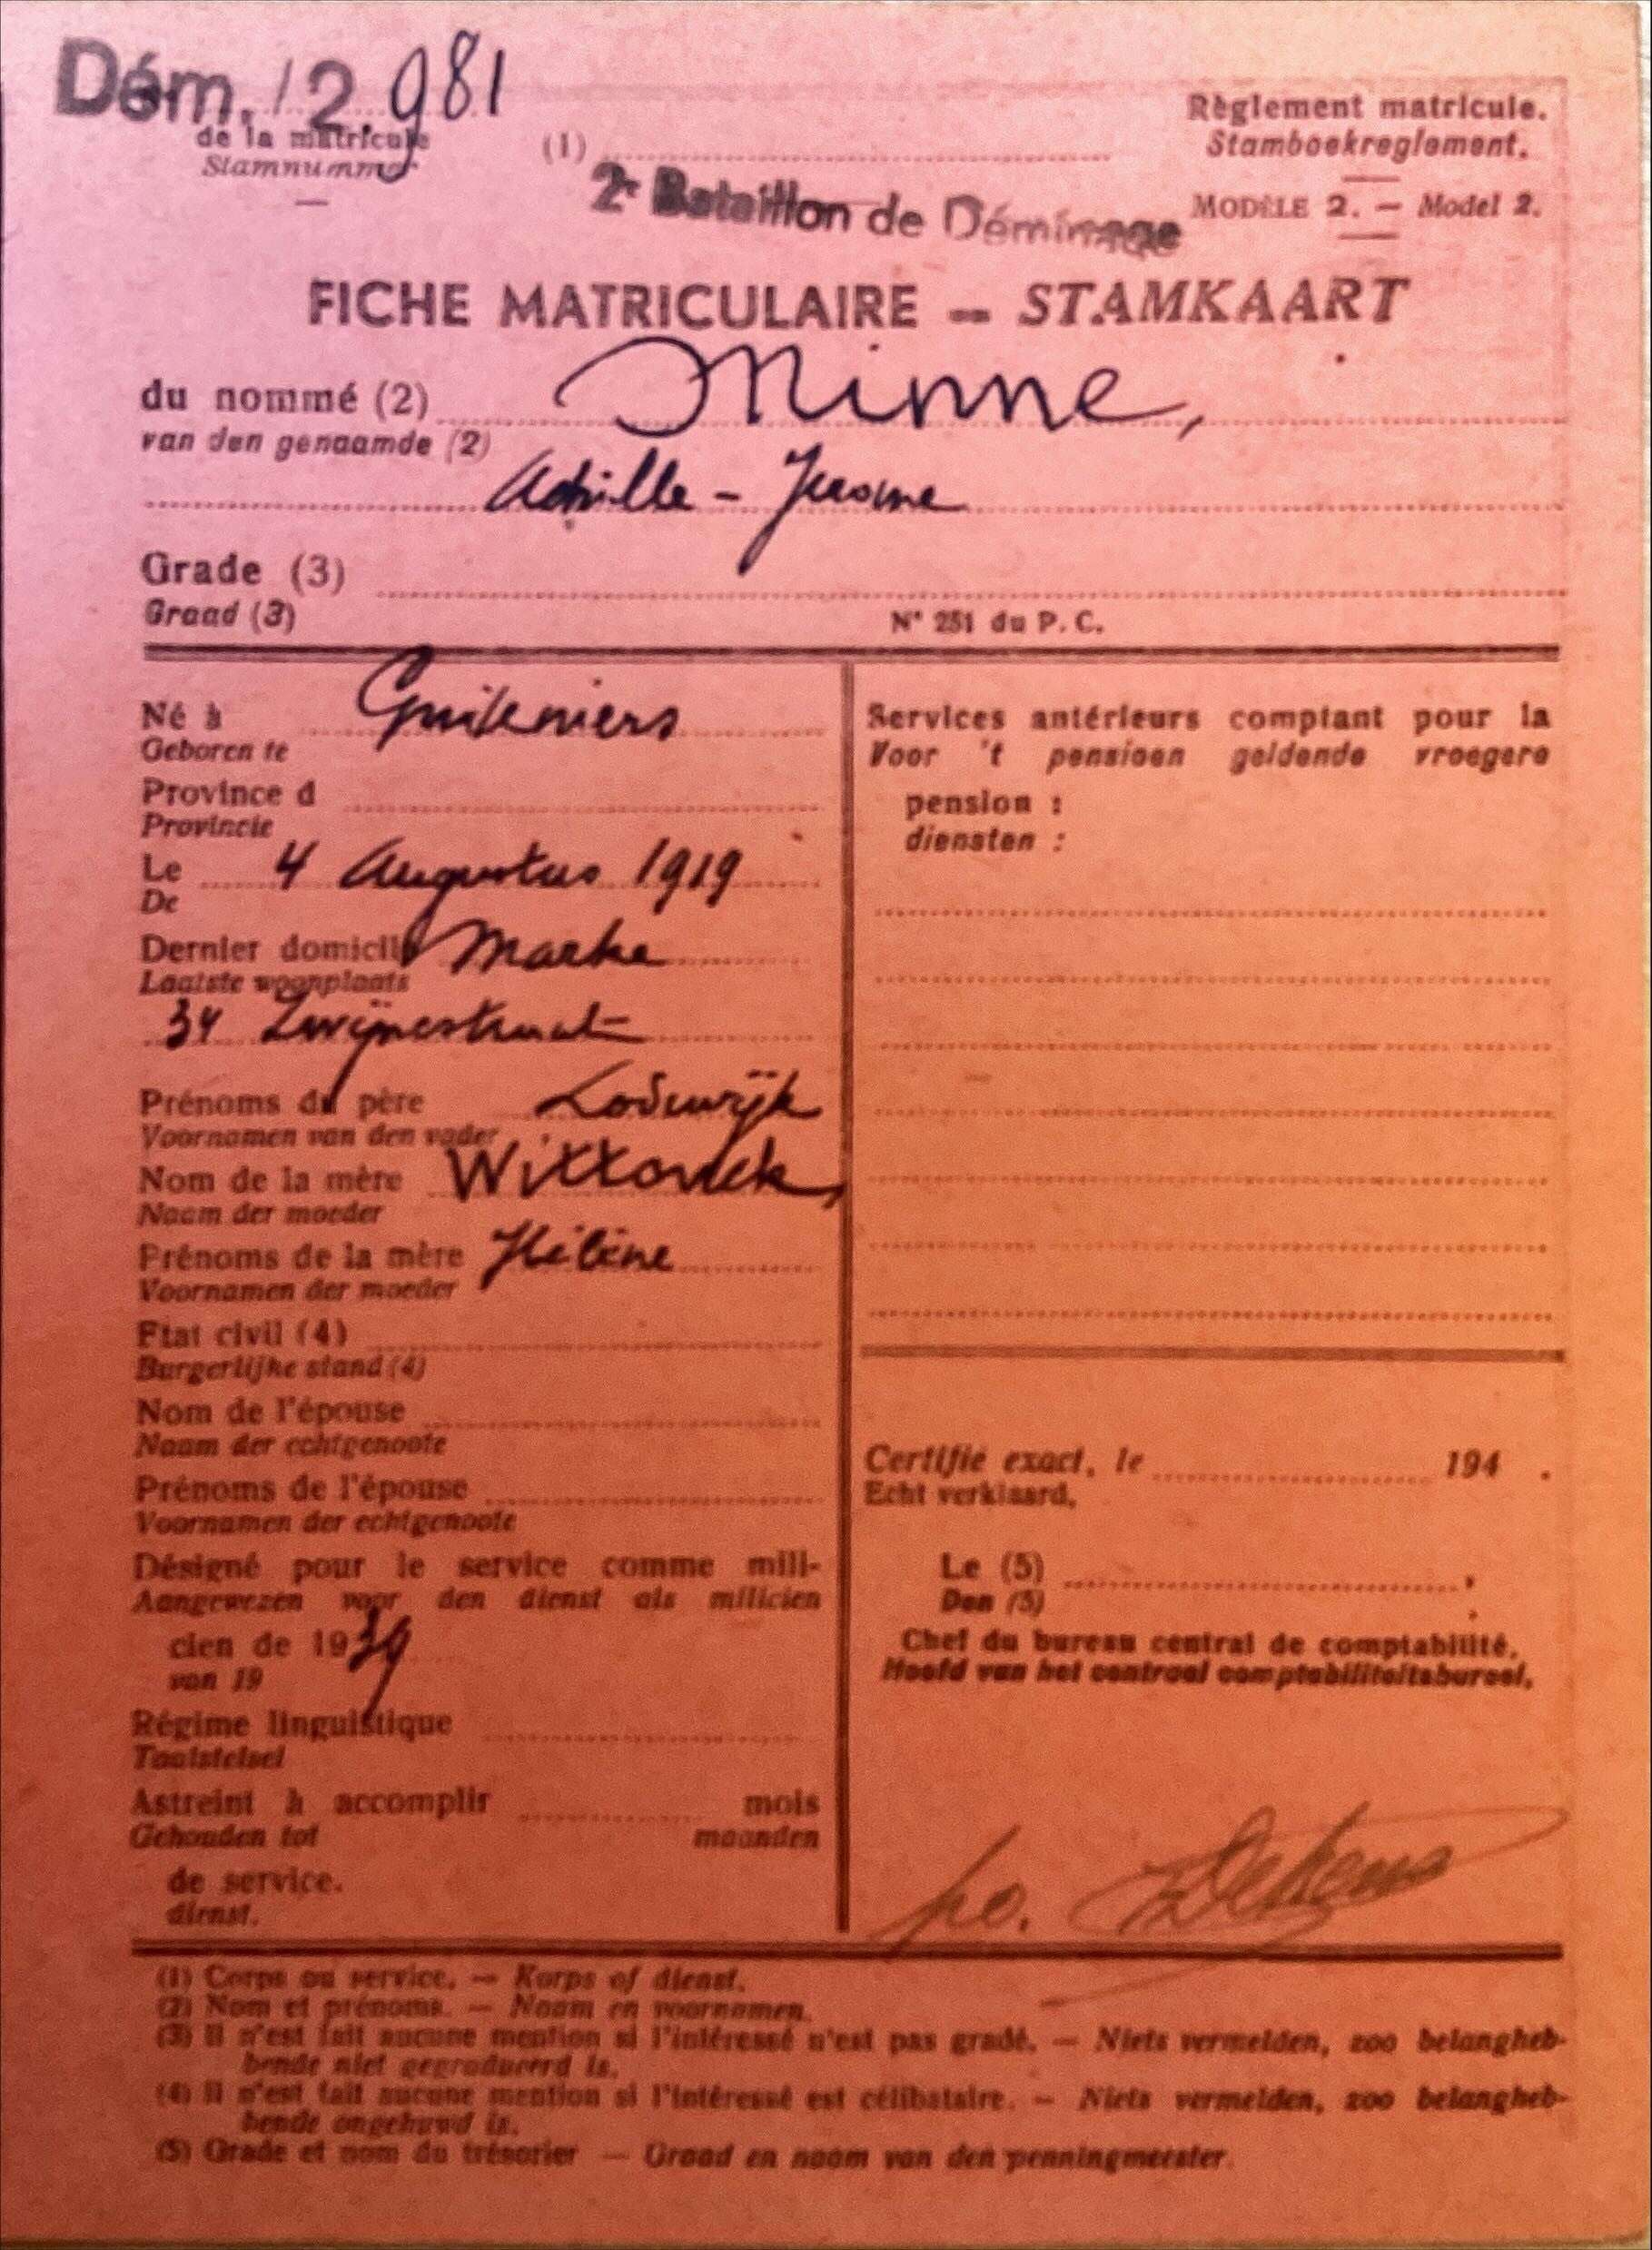 Dém. / 2.981
de la matricule
Stamnummer
(1)
2e Bataillon de Déminage
Règlement matricule.
Stamboekreglement.
MODÈLE 2. — Model 2.
FICHE MATRICULAIRE — STAMKAART
du nommé (2) Minne,
van den genaamde (2)
Achille - Jerome
Grade (3)
Graad (3)
N° 251 du P. C.
Né à
Geboren te
Province d
Provincie
Le 4 Augustus 1919
De
Dernier domicile Marke
Laatste woonplaats
34 Zwijnestraat
Prénoms du père Lodewijk
Voornamen van den vader
Nom de la mère
Naam der moeder
Prénoms de la mère Hélène
Voornamen der moeder
Etat civil (4)
Burgerlijke stand (4)
Nom de l'épouse
Naam der echtgenoote
Prénoms de l'épouse
Voornamen der echtgenoote
Désigné pour le service comme mili-
Aangewezen voor den dienst als milicien
cien de 1939
van 19
Régime linguistique
Taalstelsel
Astreint à accomplir mois
Gehouden tot maanden
de service.
dienst.
Services antérieurs comptant pour la
Voor 't pensioen geldende vroegere
pension :
diensten :
Certifié exact, le 194 .
Echt verklaard,
Le (5) ,
Den (5) ,
Chef du bureau central de comptabilité,
Hoofd van het centraal comptabiliteitsbureel,
po.
(1) Corps ou service. — Korps of dienst.
(2) Nom et prénoms. — Naam en voornamen.
(3) Il n'est fait aucune mention si l'intéressé n'est pas gradé. — Niets vermelden, zoo belangheb-
bende niet gegradueerd is.
(4) Il n'est fait aucune mention si l'intéressé est célibataire. — Niets vermelden, zoo belangheb-
bende ongehuwd is.
(5) Grade et nom du trésorier — Graad en naam van den penningmeester.